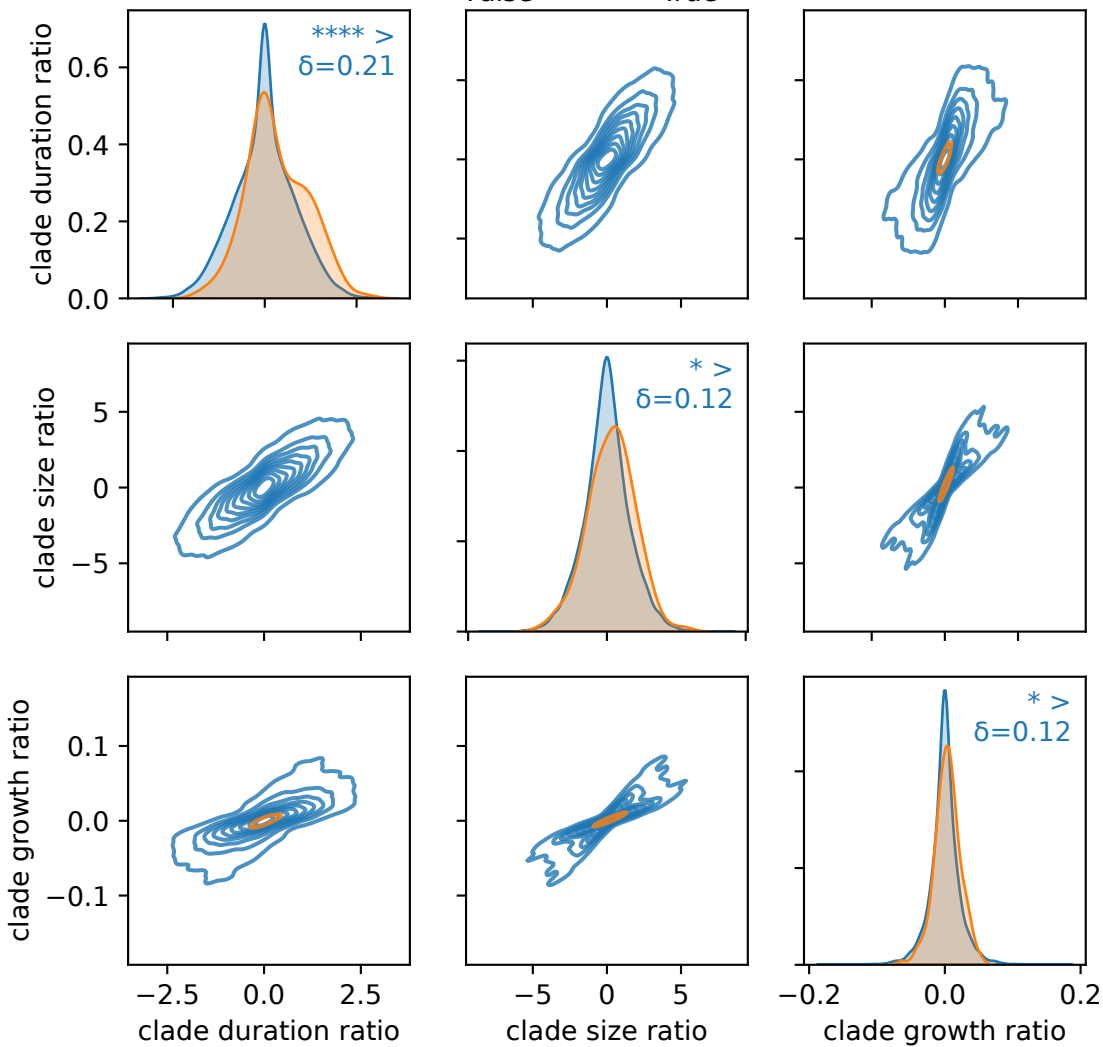 clade duration ratio
0.6
0.4
0.2
0.0
**** >
δ=0.21
clade size ratio
5
0
−5
* >
δ=0.12
clade growth ratio
0.1
0.0
−0.1
* >
δ=0.12
−2.5 0.0 2.5
−5 0 5
−0.2 0.0 0.2
clade duration ratio
clade size ratio
clade growth ratio